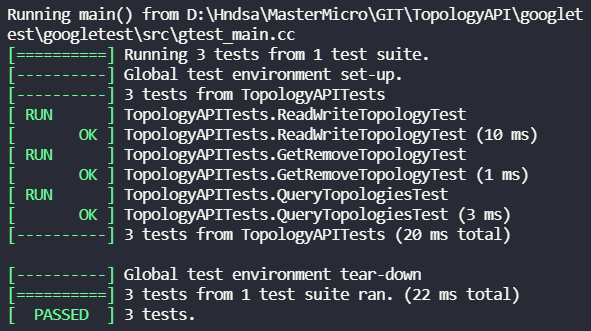 Running main() from D:\Hndsa\MasterMicro\GIT\TopologyAPI\googlet
est\googletest\src\gtest_main.cc
[==========] Running 3 tests from 1 test suite.
[----------] Global test environment set-up.
[----------] 3 tests from TopologyAPITests
[ RUN      ] TopologyAPITests.ReadWriteTopologyTest
[       OK ] TopologyAPITests.ReadWriteTopologyTest (10 ms)
[ RUN      ] TopologyAPITests.GetRemoveTopologyTest
[       OK ] TopologyAPITests.GetRemoveTopologyTest (1 ms)
[ RUN      ] TopologyAPITests.QueryTopologiesTest
[       OK ] TopologyAPITests.QueryTopologiesTest (3 ms)
[----------] 3 tests from TopologyAPITests (20 ms total)

[----------] Global test environment tear-down
[==========] 3 tests from 1 test suite ran. (22 ms total)
[  PASSED  ] 3 tests.